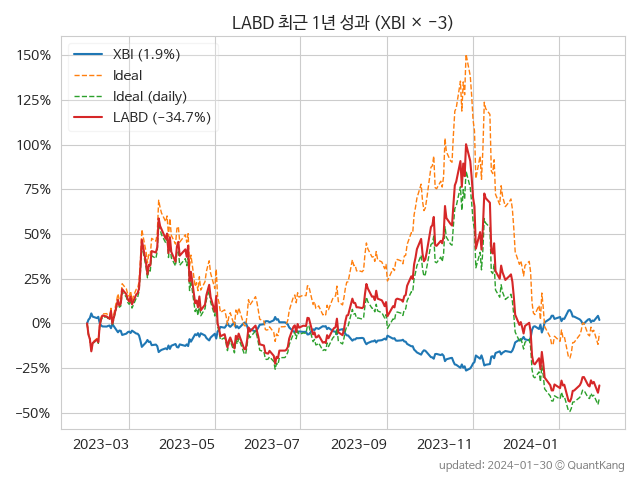 LABD 최근 1년 성과 (XBI × −3)
XBI (1.9%)
Ideal
Ideal (daily)
LABD (−34.7%)
150%
125%
100%
75%
50%
25%
0%
−25%
−50%
2023-03 2023-05 2023-07 2023-09 2023-11 2024-01
updated: 2024-01-30 © QuantKang